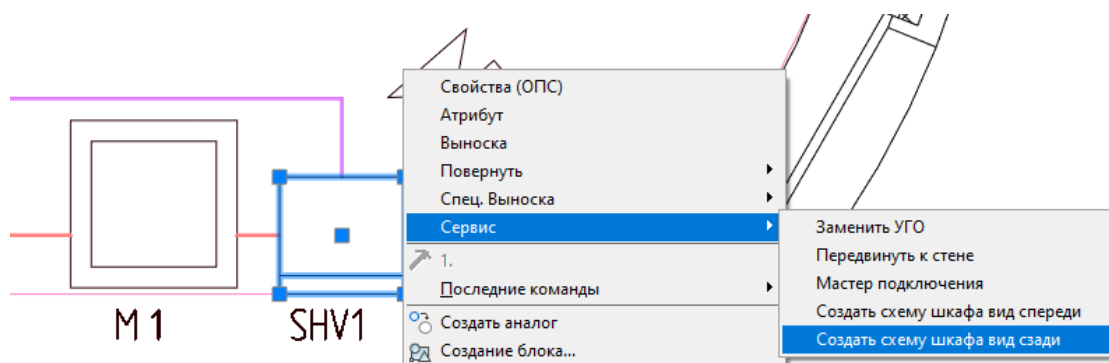 Свойства (ОПС)
Атрибут
Выноска
Повернуть
Спец. Выноска
Сервис
1.
Последние команды
Создать аналог
Создание блока...
Заменить УГО
Передвинуть к стене
Мастер подключения
Создать схему шкафа вид спереди
Создать схему шкафа вид сзади
M 1
SHV1